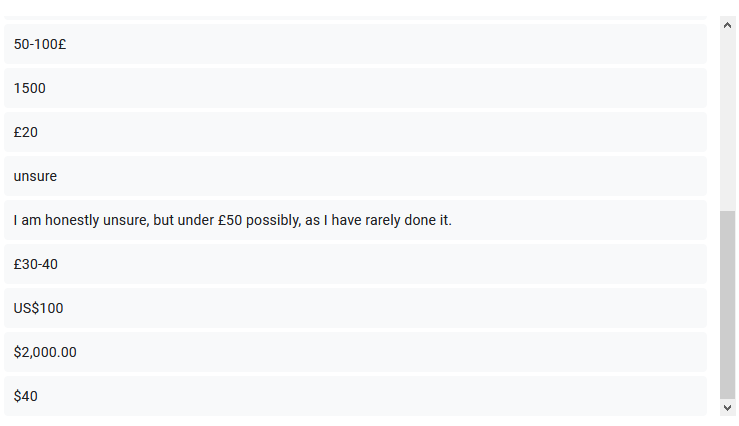 50-100£
1500
£20
unsure
I am honestly unsure, but under £50 possibly, as I have rarely done it.
£30-40
US$100
$2,000.00
$40